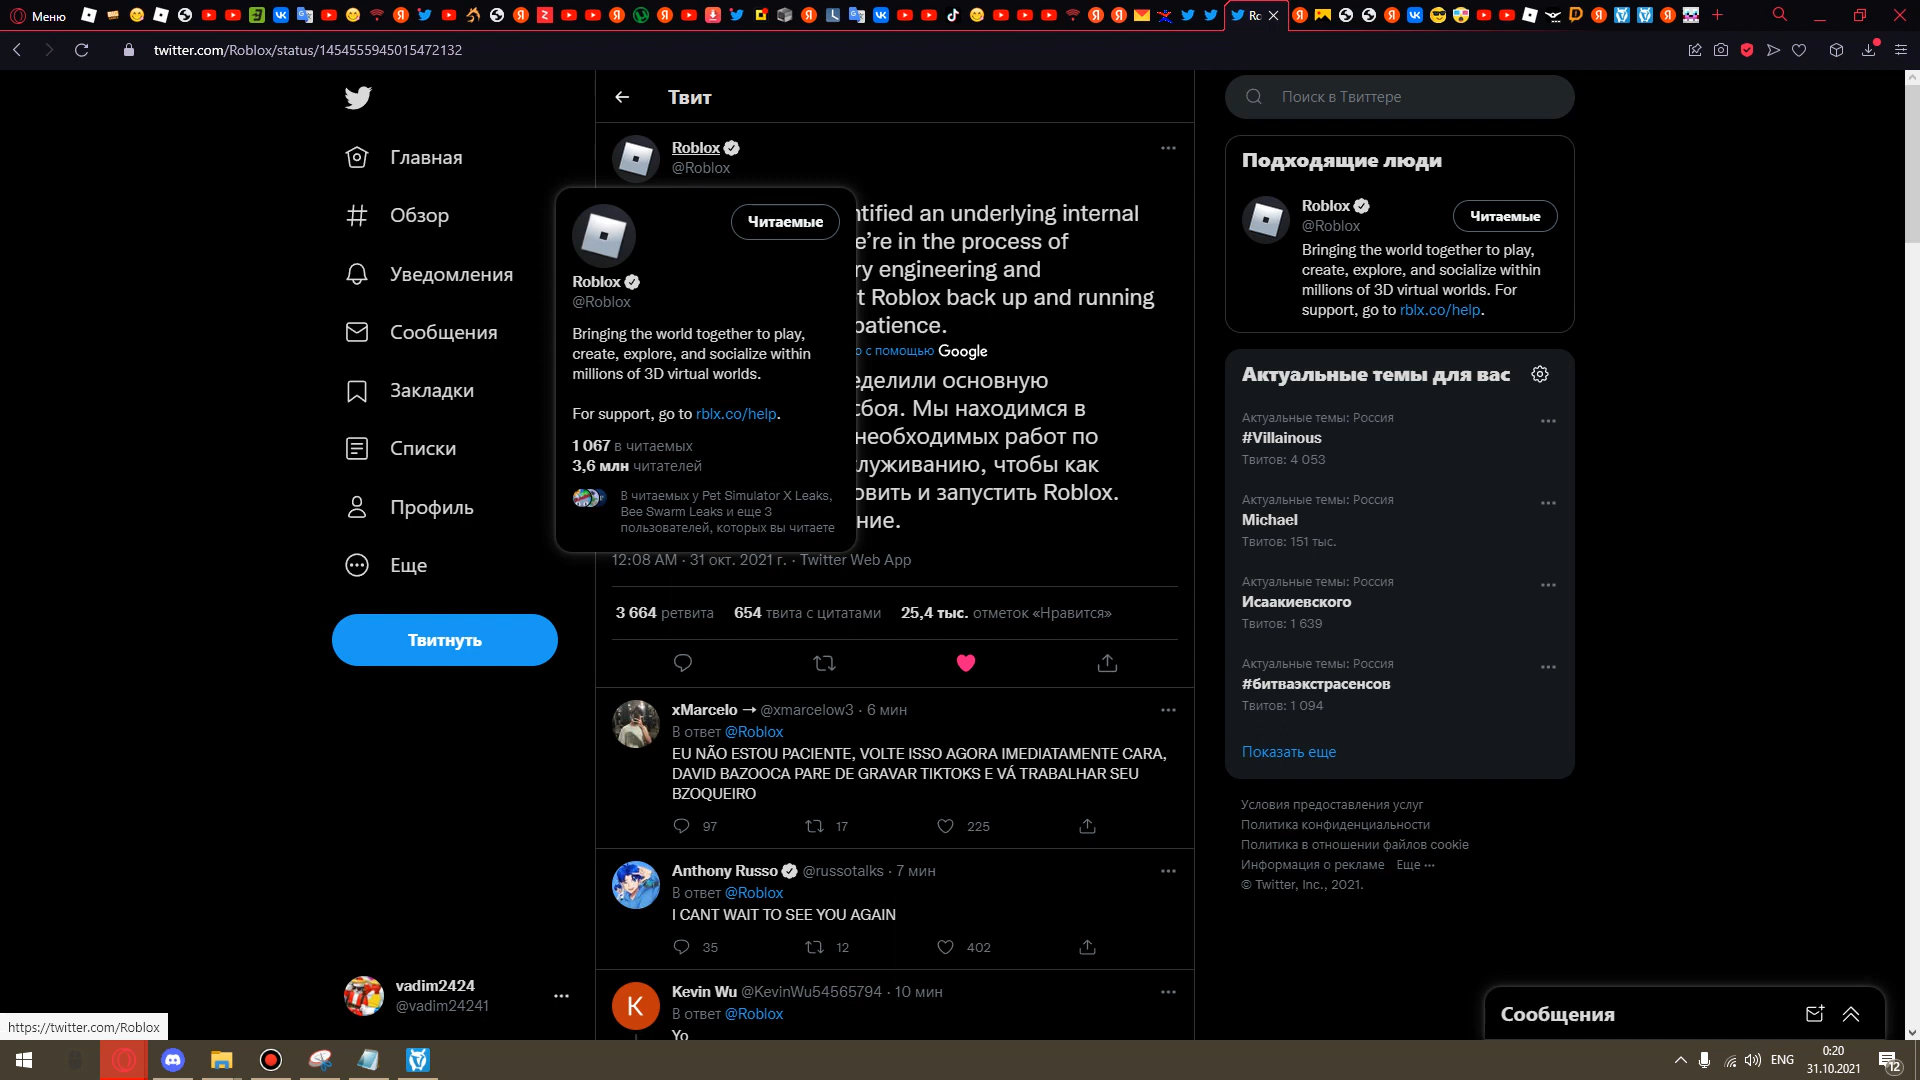 Меню
Ro
twitter.com/Roblox/status/1454555945015472132
Главная
Обзор
Уведомления
Сообщения
Закладки
Списки
Профиль
Еще
Твитнуть
vadim2424
@vadim24241
https://twitter.com/Roblox
Твит
Roblox
@Roblox
ntified an underlying internal
e're in the process of
ry engineering and
t Roblox back up and running
patience.
о с помощью Google
еделили основную
сбоя. Мы находимся в
необходимых работ по
служиванию, чтобы как
овить и запустить Roblox.
ние.
Читаемые
Roblox
@Roblox
Bringing the world together to play,
create, explore, and socialize within
millions of 3D virtual worlds.
For support, go to rblx.co/help.
1 067 в читаемых
3,6 млн читателей
В читаемых у Pet Simulator X Leaks,
Bee Swarm Leaks и еще 3
пользователей, которых вы читаете
12:08 AM · 31 окт. 2021 г. · Twitter Web App
3 664 ретвита 654 твита с цитатами 25,4 тыс. отметок «Нравится»
xMarcelo → @xmarcelow3 · 6 мин
В ответ @Roblox
EU NÃO ESTOU PACIENTE, VOLTE ISSO AGORA IMEDIATAMENTE CARA,
DAVID BAZOOCA PARE DE GRAVAR TIKTOKS E VÁ TRABALHAR SEU
BZOQUEIRO
97 17 225
Anthony Russo @russotalks · 7 мин
В ответ @Roblox
I CANT WAIT TO SEE YOU AGAIN
35 12 402
K
Kevin Wu @KevinWu54565794 · 10 мин
В ответ @Roblox
Yo
Поиск в Твиттере
Подходящие люди
Roblox
@Roblox
Читаемые
Bringing the world together to play,
create, explore, and socialize within
millions of 3D virtual worlds. For
support, go to rblx.co/help.
Актуальные темы для вас
Актуальные темы: Россия
#Villainous
Твитов: 4 053
Актуальные темы: Россия
Michael
Твитов: 151 тыс.
Актуальные темы: Россия
Исаакиевского
Твитов: 1 639
Актуальные темы: Россия
#битваэкстрасенсов
Твитов: 1 094
Показать еще
Условия предоставления услуг
Политика конфиденциальности
Политика в отношении файлов cookie
Информация о рекламе Еще ···
© Twitter, Inc., 2021.
Сообщения
ENG
0:20
31.10.2021
12